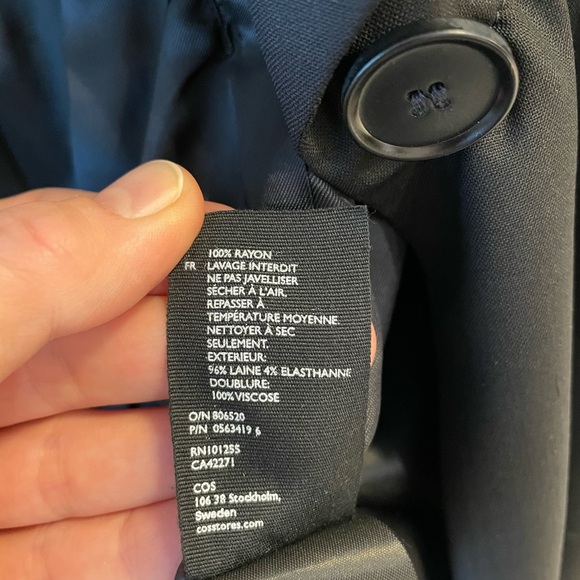 100% RAYON
FR LAVAGE INTERDIT
NE PAS JAVELLISER
SÉCHER À L'AIR.
REPASSER À
TEMPÉRATURE MOYENNE.
NETTOYER À SEC
SEULEMENT.
EXTERIEUR:
96% LAINE 4% ELASTHANNE
DOUBLURE:
100% VISCOSE
O/N 806520
P/N 0563419 6
RN101255
CA42271
COS
106 38 Stockholm,
Sweden
cosstores.com